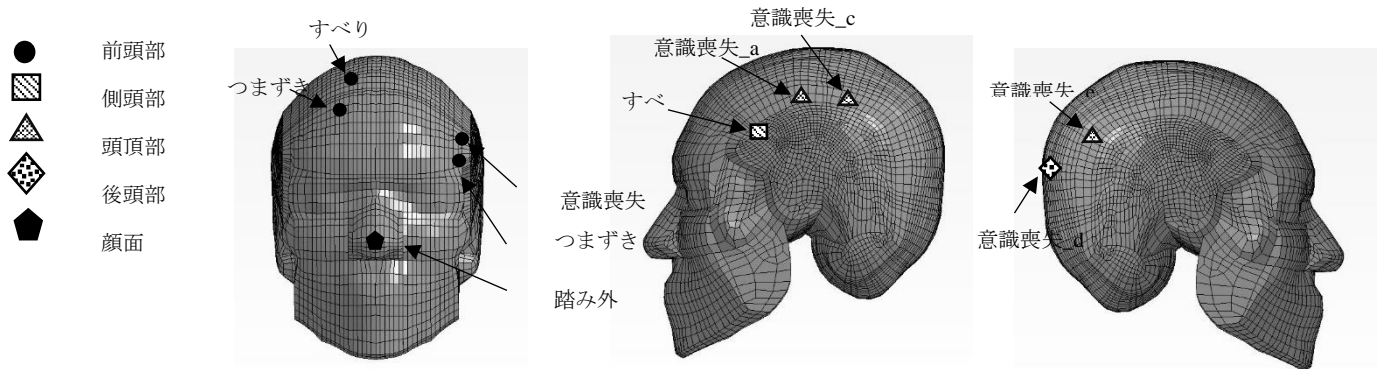 前頭部
側頭部
頭頂部
後頭部
顔面
すべり
つまずき
意識喪失
つまずき
踏み外
意識喪失_c
意識喪失_a
すべ
意識喪失_e
意識喪失_d